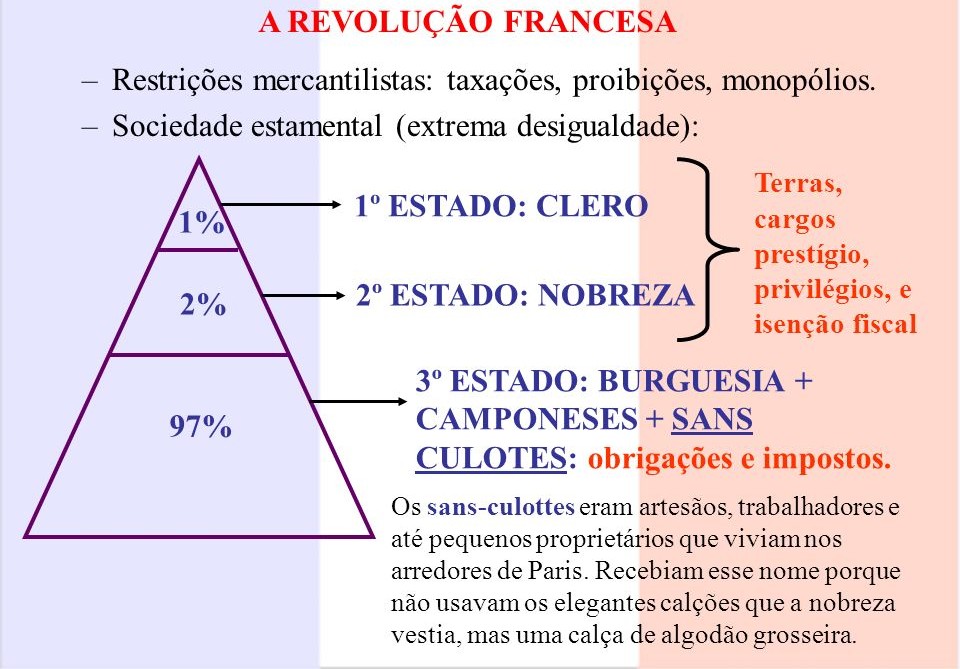 A REVOLUÇÃO FRANCESA
– Restrições mercantilistas: taxações, proibições, monopólios.
– Sociedade estamental (extrema desigualdade):
1%
1º ESTADO: CLERO
2%
2º ESTADO: NOBREZA
Terras,
cargos
prestígio,
privilégios, e
isenção fiscal
97%
3º ESTADO: BURGUESIA +
CAMPONESES + SANS
CULOTES: obrigações e impostos.
Os sans-culottes eram artesãos, trabalhadores e
até pequenos proprietários que viviam nos
arredores de Paris. Recebiam esse nome porque
não usavam os elegantes calções que a nobreza
vestia, mas uma calça de algodão grosseira.